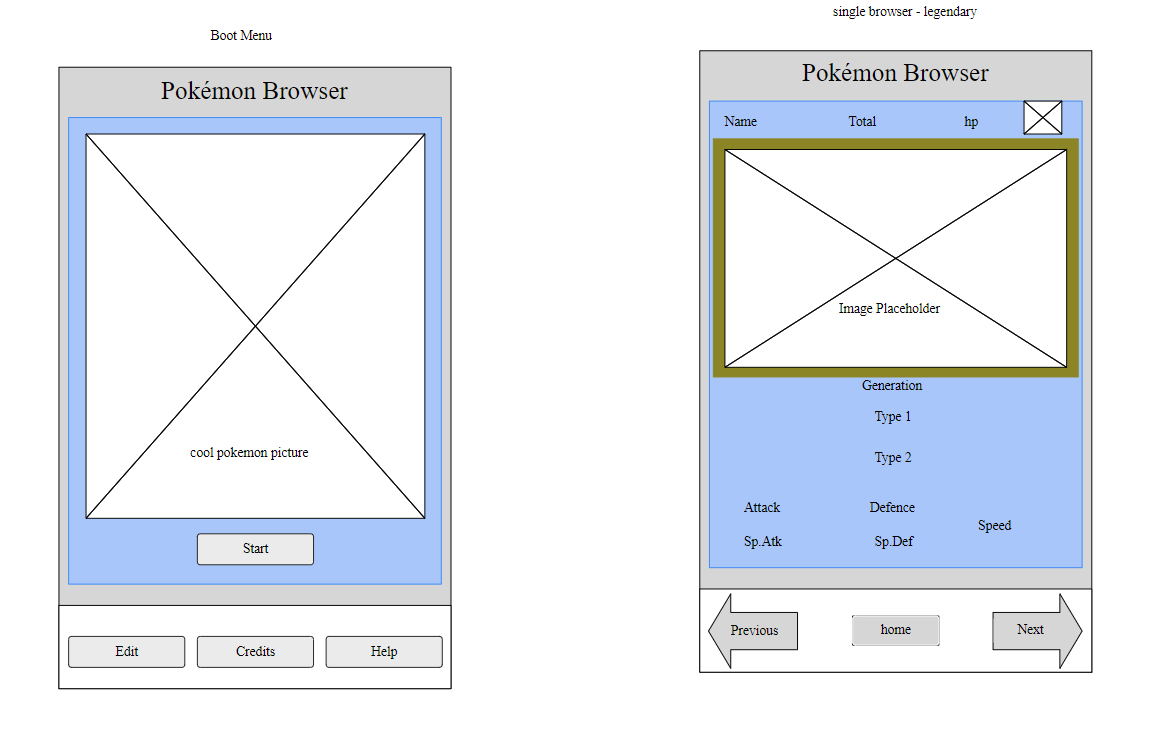 Boot Menu
Pokémon Browser
cool pokemon picture
Start
Edit
Credits
Help
single browser - legendary
Pokémon Browser
Name
Total
hp
Image Placeholder
Generation
Type 1
Type 2
Attack
Defence
Speed
Sp.Atk
Sp.Def
Previous
home
Next